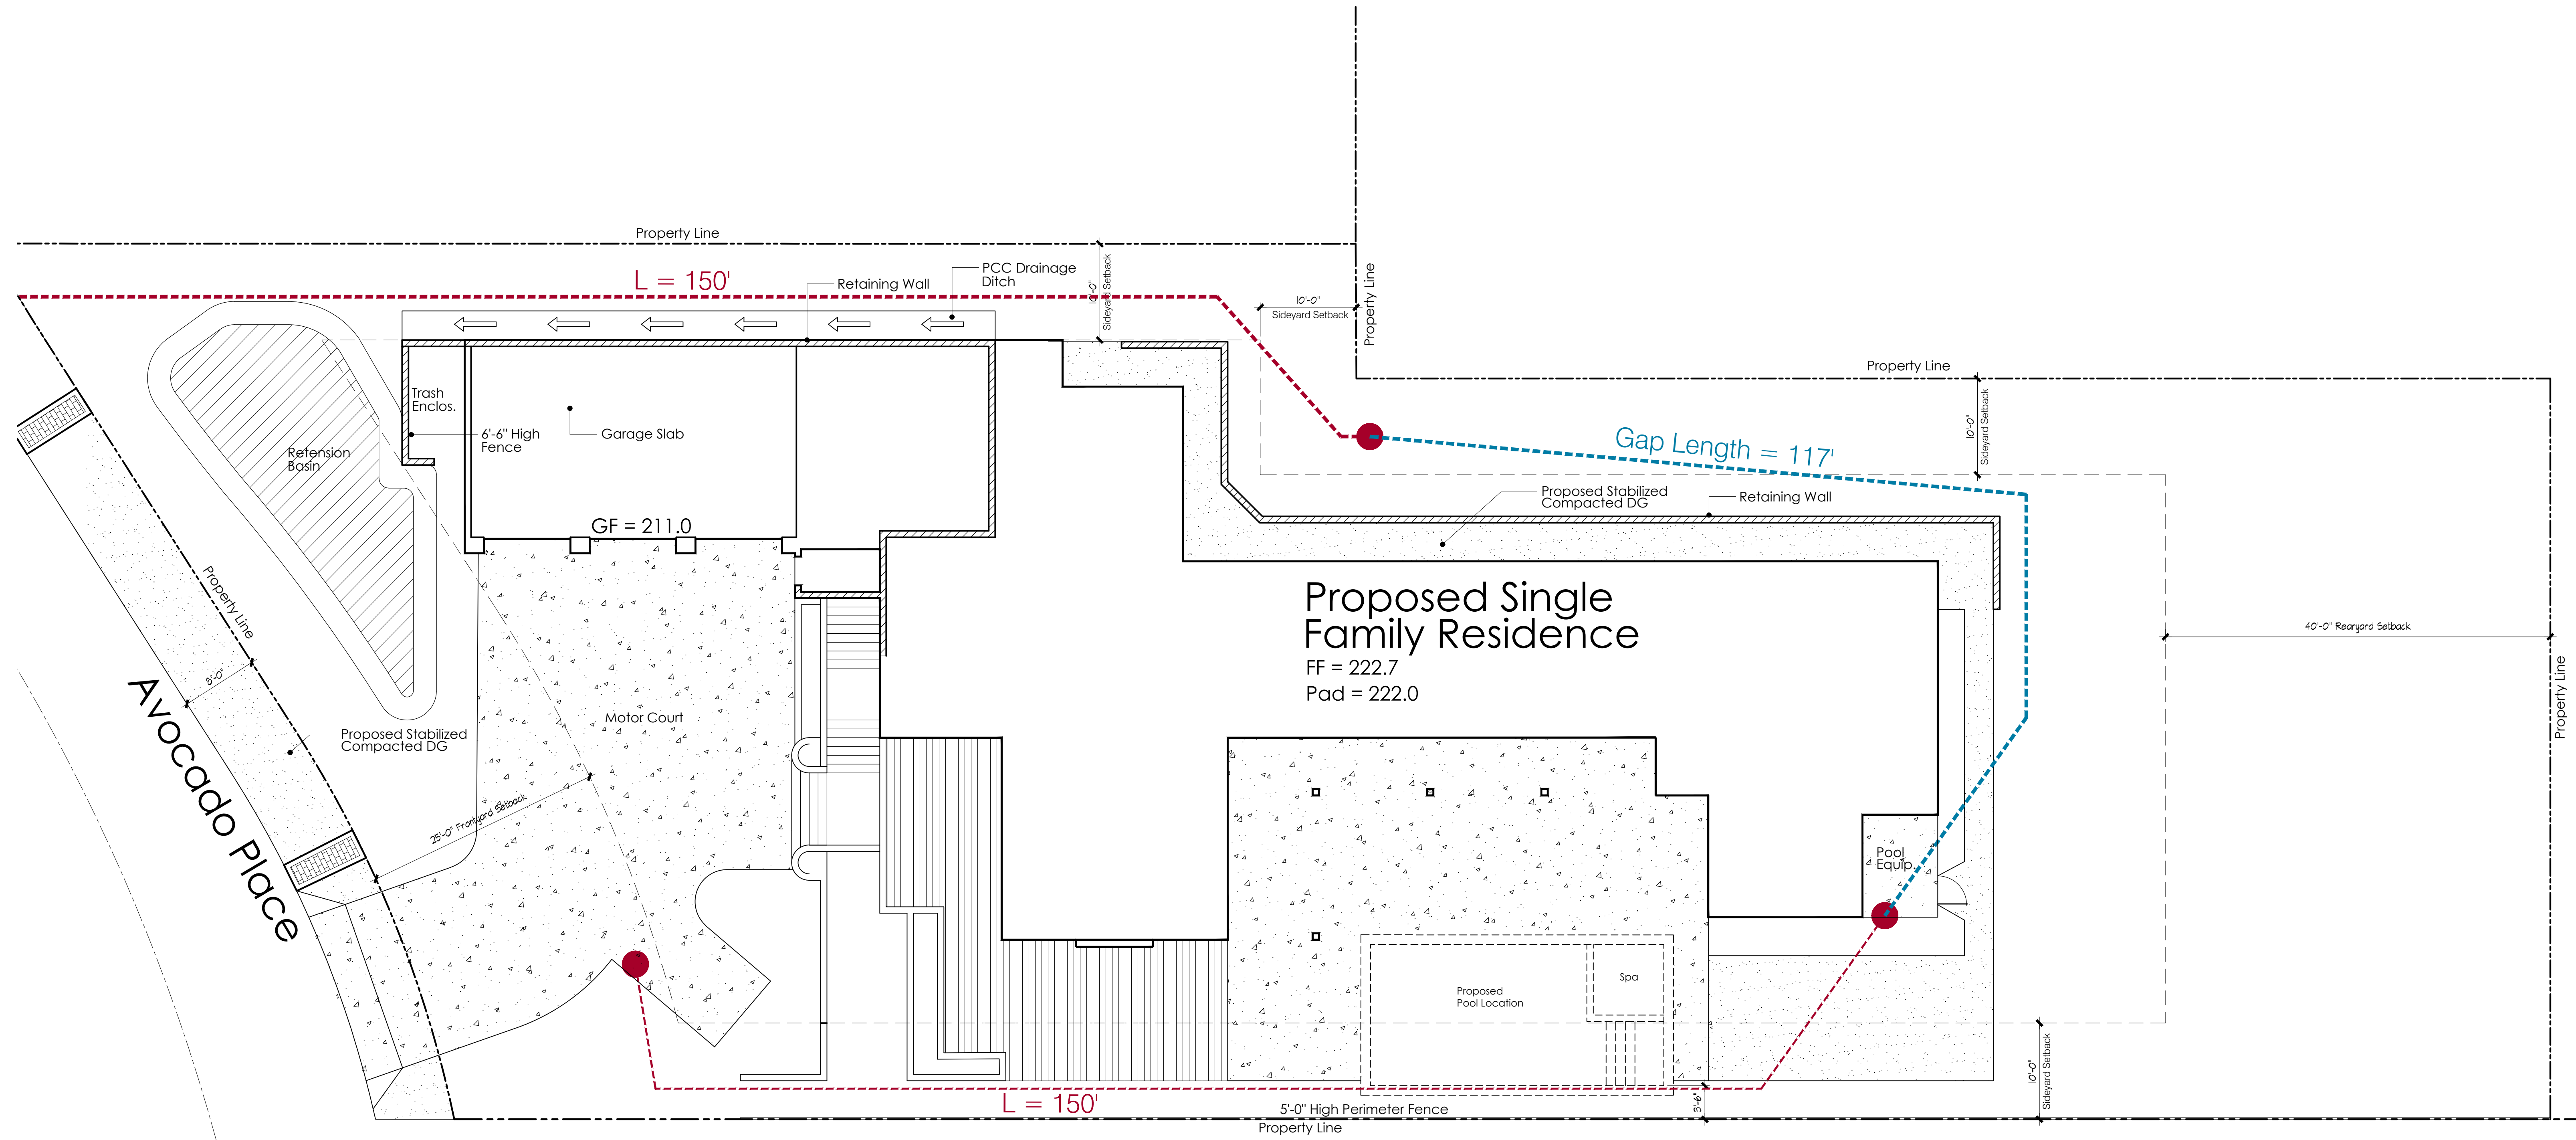 Property Line
L = 150'
PCC Drainage
Ditch
Retaining Wall
10'-0"
Sideyard Setback
10'-0"
Sideyard Setback
Property Line
Property Line
10'-0"
Sideyard Setback
Trash
Enclos.
6'-6" High
Fence
Garage Slab
Retension
Basin
Gap Length = 117'
Proposed Stabilized
Compacted DG
Retaining Wall
GF = 211.0
Proposed Single
Family Residence
FF = 222.7
Pad = 222.0
40'-0" Rearyard Setback
Property Line
Property Line
8'-0"
Avocado Place
Motor Court
Proposed Stabilized
Compacted DG
25'-0" Frontyard Setback
Pool
Equip.
Spa
Proposed
Pool Location
10'-0"
Sideyard Setback
L = 150'
5'-0" High Perimeter Fence
3'-6"
Property Line